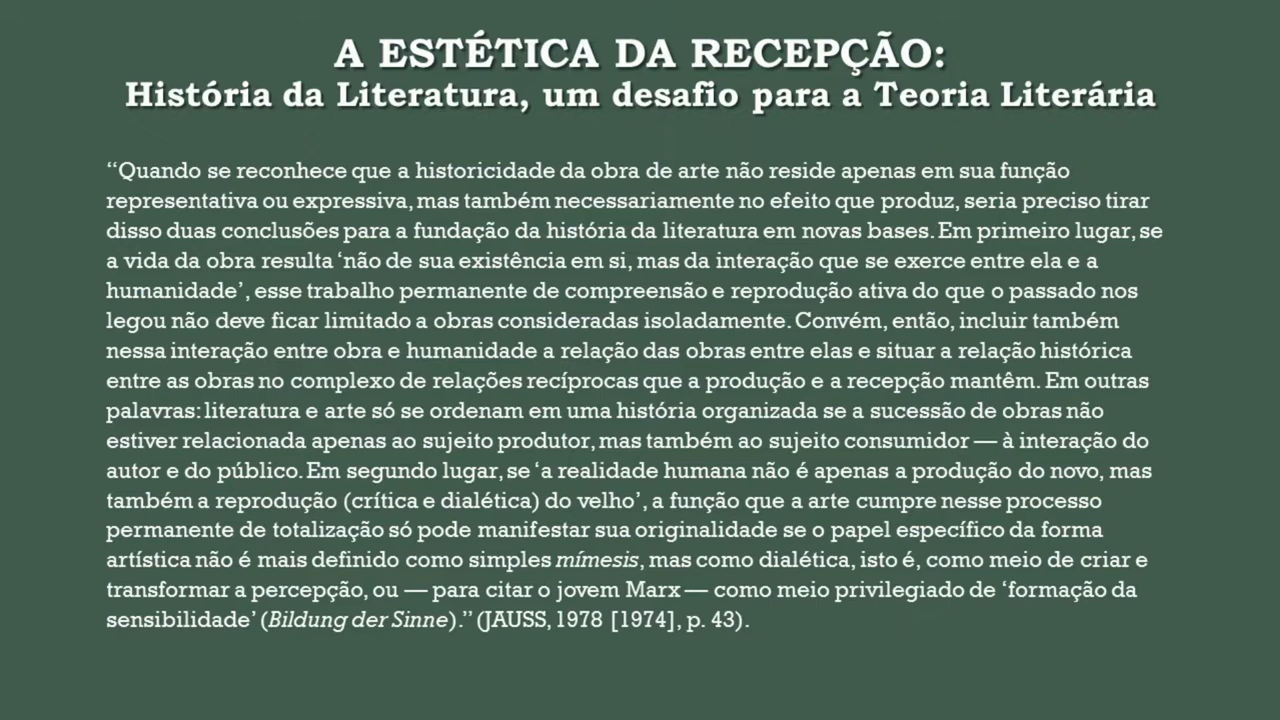 A ESTÉTICA DA RECEPÇÃO:
História da Literatura, um desafio para a Teoria Literária
“Quando se reconhece que a historicidade da obra de arte não reside apenas em sua função
representativa ou expressiva, mas também necessariamente no efeito que produz, seria preciso tirar
disso duas conclusões para a fundação da história da literatura em novas bases. Em primeiro lugar, se
a vida da obra resulta ‘não de sua existência em si, mas da interação que se exerce entre ela e a
humanidade’, esse trabalho permanente de compreensão e reprodução ativa do que o passado nos
legou não deve ficar limitado a obras consideradas isoladamente. Convém, então, incluir também
nessa interação entre obra e humanidade a relação das obras entre elas e situar a relação histórica
entre as obras no complexo de relações recíprocas que a produção e a recepção mantêm. Em outras
palavras: literatura e arte só se ordenam em uma história organizada se a sucessão de obras não
estiver relacionada apenas ao sujeito produtor, mas também ao sujeito consumidor — à interação do
autor e do público. Em segundo lugar, se ‘a realidade humana não é apenas a produção do novo, mas
também a reprodução (crítica e dialética) do velho’, a função que a arte cumpre nesse processo
permanente de totalização só pode manifestar sua originalidade se o papel específico da forma
artística não é mais definido como simples mímesis, mas como dialética, isto é, como meio de criar e
transformar a percepção, ou — para citar o jovem Marx — como meio privilegiado de ‘formação da
sensibilidade’ (Bildung der Sinne).” (JAUSS, 1978 [1974], p. 43).